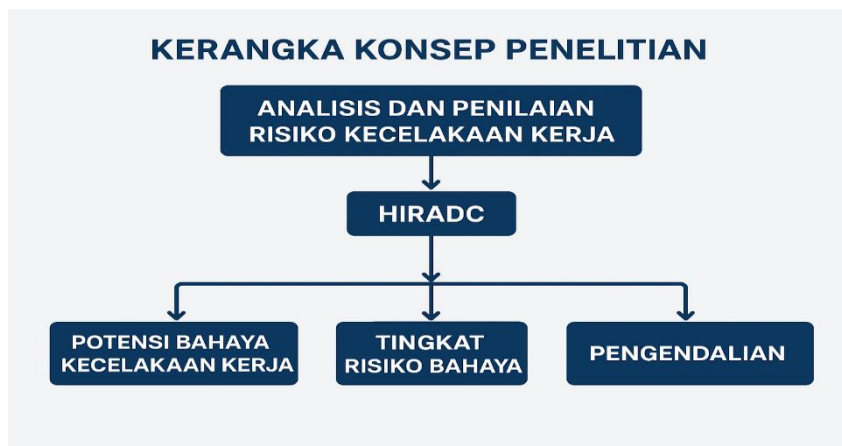 KERANGKA KONSEP PENELITIAN
ANALISIS DAN PENILAIAN
RISIKO KECELAKAAN KERJA
HIRADC
POTENSI BAHAYA
KECELAKAAN KERJA
TINGKAT
RISIKO BAHAYA
PENGENDALIAN